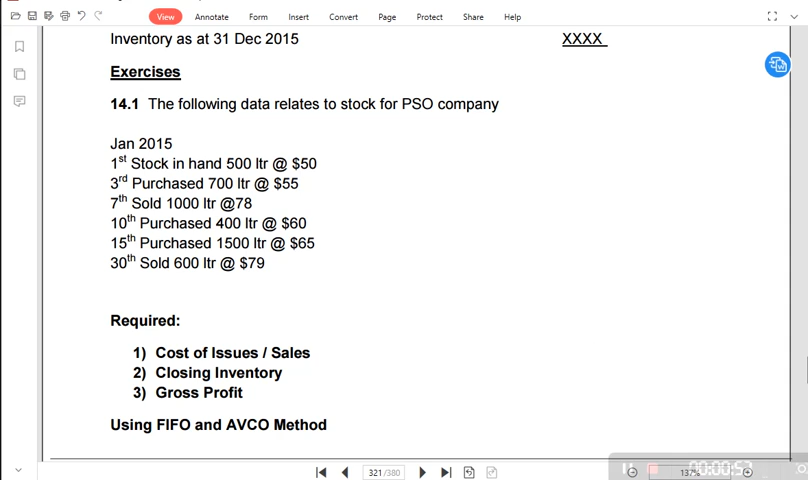 View Annotate Form Insert Convert Page Protect Share Help
Inventory as at 31 Dec 2015 XXXX
Exercises
14.1 The following data relates to stock for PSO company
Jan 2015
1st Stock in hand 500 ltr @ $50
3rd Purchased 700 ltr @ $55
7th Sold 1000 ltr @78
10th Purchased 400 ltr @ $60
15th Purchased 1500 ltr @ $65
30th Sold 600 ltr @ $79
Required:
1) Cost of Issues / Sales
2) Closing Inventory
3) Gross Profit
Using FIFO and AVCO Method
321 /380 137% 00:00:53